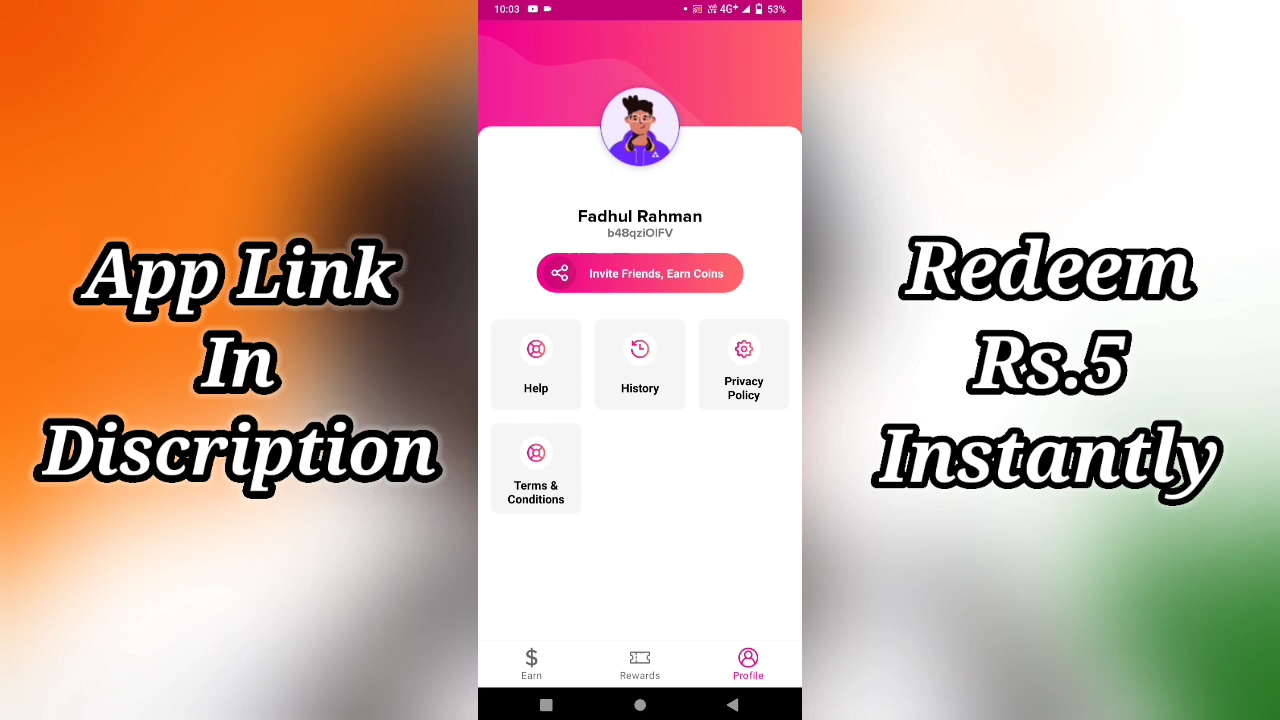 10:03
4G+ 53%
App Link
In
Discription
Fadhul Rahman
b48qziOlFV
Invite Friends, Earn Coins
Help
History
Privacy
Policy
Terms &
Conditions
Redeem
Rs.5
Instantly
Earn
Rewards
Profile